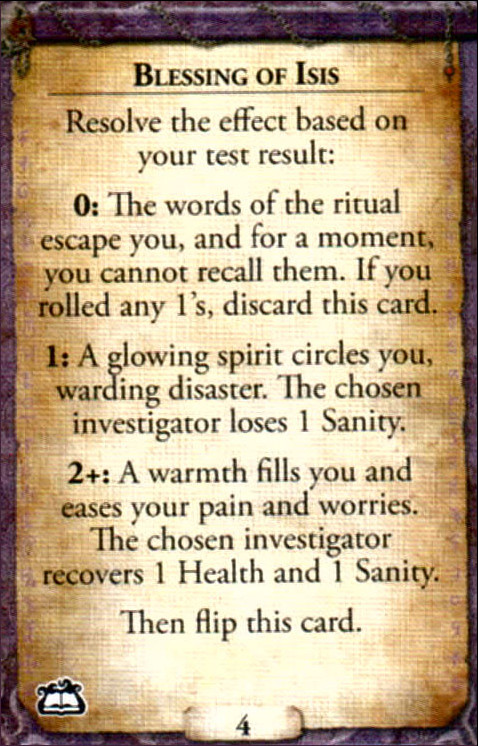 BLESSING OF ISIS
Resolve the effect based on
your test result:
0: The words of the ritual
escape you, and for a moment,
you cannot recall them. If you
rolled any 1's, discard this card.
1: A glowing spirit circles you,
warding disaster. The chosen
investigator loses 1 Sanity.
2+: A warmth fills you and
eases your pain and worries.
The chosen investigator
recovers 1 Health and 1 Sanity.
Then flip this card.
4